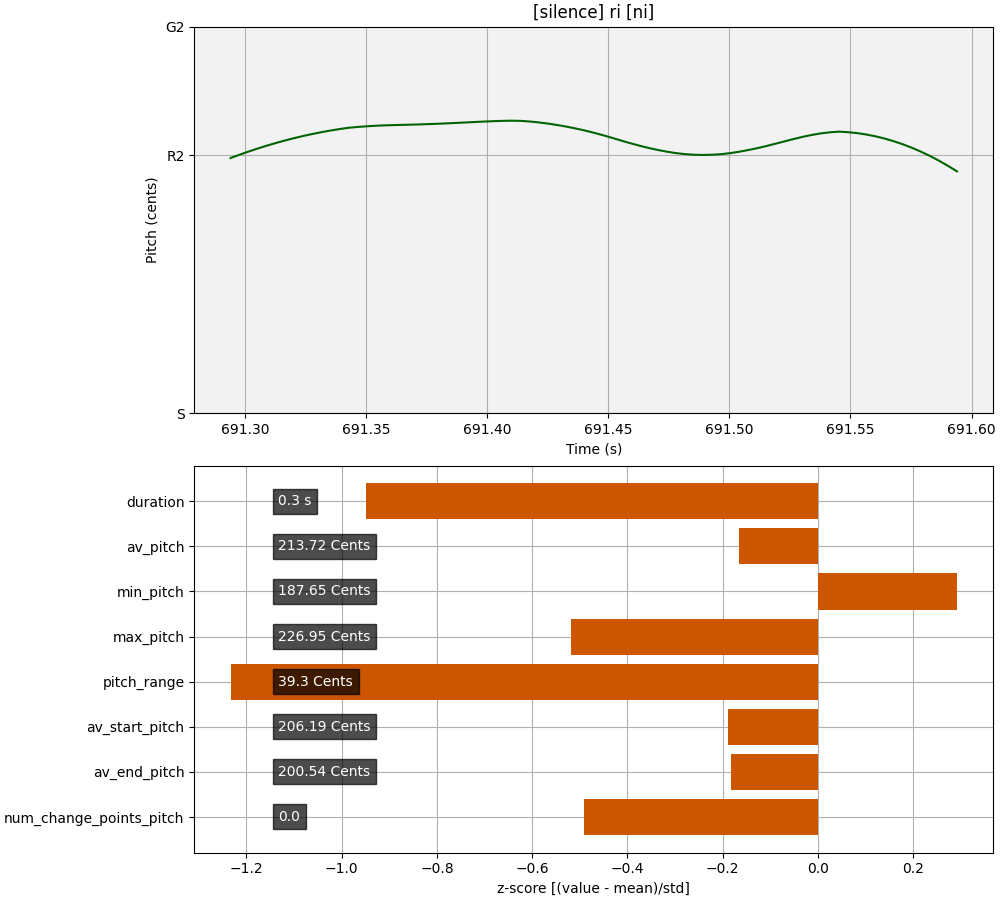 [silence] ri [ni]
G2
R2
S
Pitch (cents)
691.30 691.35 691.40 691.45 691.50 691.55 691.60
Time (s)
duration 0.3 s
av_pitch 213.72 Cents
min_pitch 187.65 Cents
max_pitch 226.95 Cents
pitch_range 39.3 Cents
av_start_pitch 206.19 Cents
av_end_pitch 200.54 Cents
num_change_points_pitch 0.0
−1.2 −1.0 −0.8 −0.6 −0.4 −0.2 0.0 0.2
z-score [(value - mean)/std]